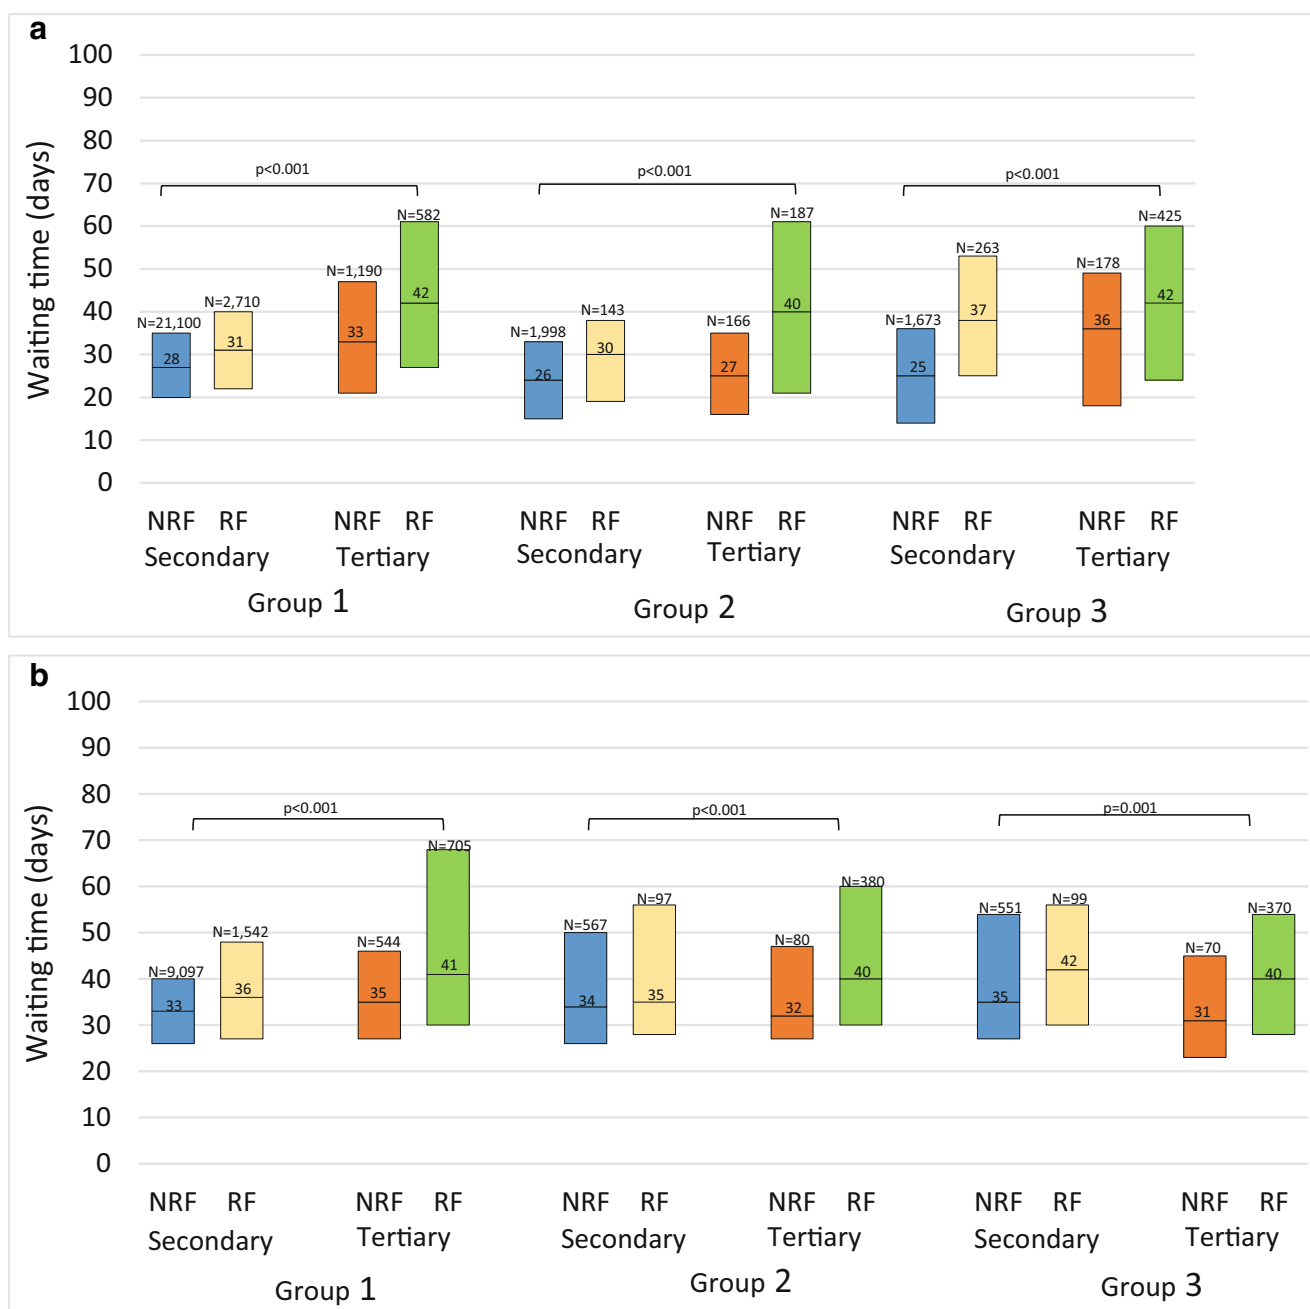 a
Waiting time (days)
100
90
80
70
60
50
40
30
20
10
0
p<0.001
p<0.001
p<0.001
N=21,100
28
N=2,710
31
N=1,190
33
N=582
42
N=1,998
26
N=143
30
N=166
27
N=187
40
N=1,673
25
N=263
37
N=178
36
N=425
42
NRF RF NRF RF NRF RF NRF RF NRF RF NRF RF
Secondary Tertiary Secondary Tertiary Secondary Tertiary
Group 1 Group 2 Group 3
b
Waiting time (days)
100
90
80
70
60
50
40
30
20
10
0
p<0.001
p<0.001
p=0.001
N=9,097
33
N=1,542
36
N=544
35
N=705
41
N=567
34
N=97
35
N=80
32
N=380
40
N=551
35
N=99
42
N=70
31
N=370
40
NRF RF NRF RF NRF RF NRF RF NRF RF NRF RF
Secondary Tertiary Secondary Tertiary Secondary Tertiary
Group 1 Group 2 Group 3